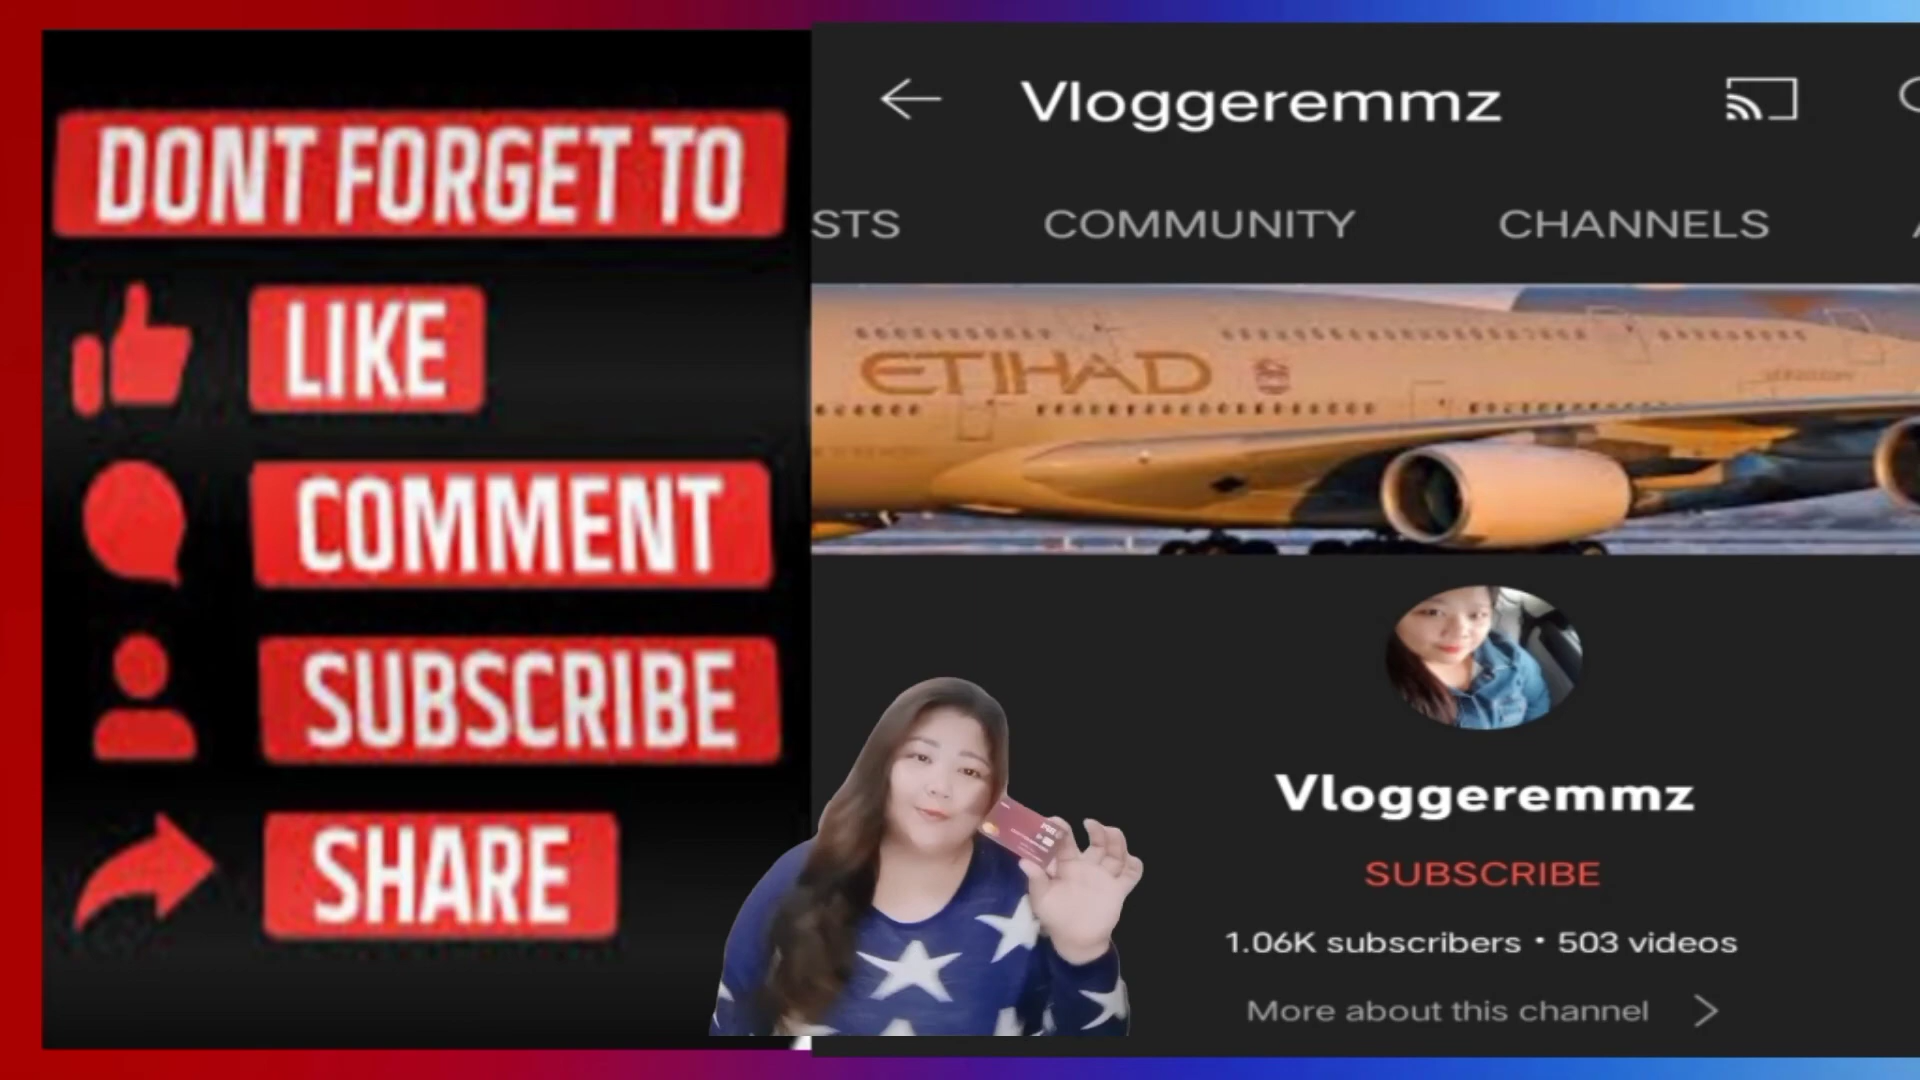 DONT FORGET TO
LIKE
COMMENT
SUBSCRIBE
SHARE
Vloggeremmz
STS COMMUNITY CHANNELS
ETIHAD
Vloggeremmz
SUBSCRIBE
1.06K subscribers • 503 videos
More about this channel